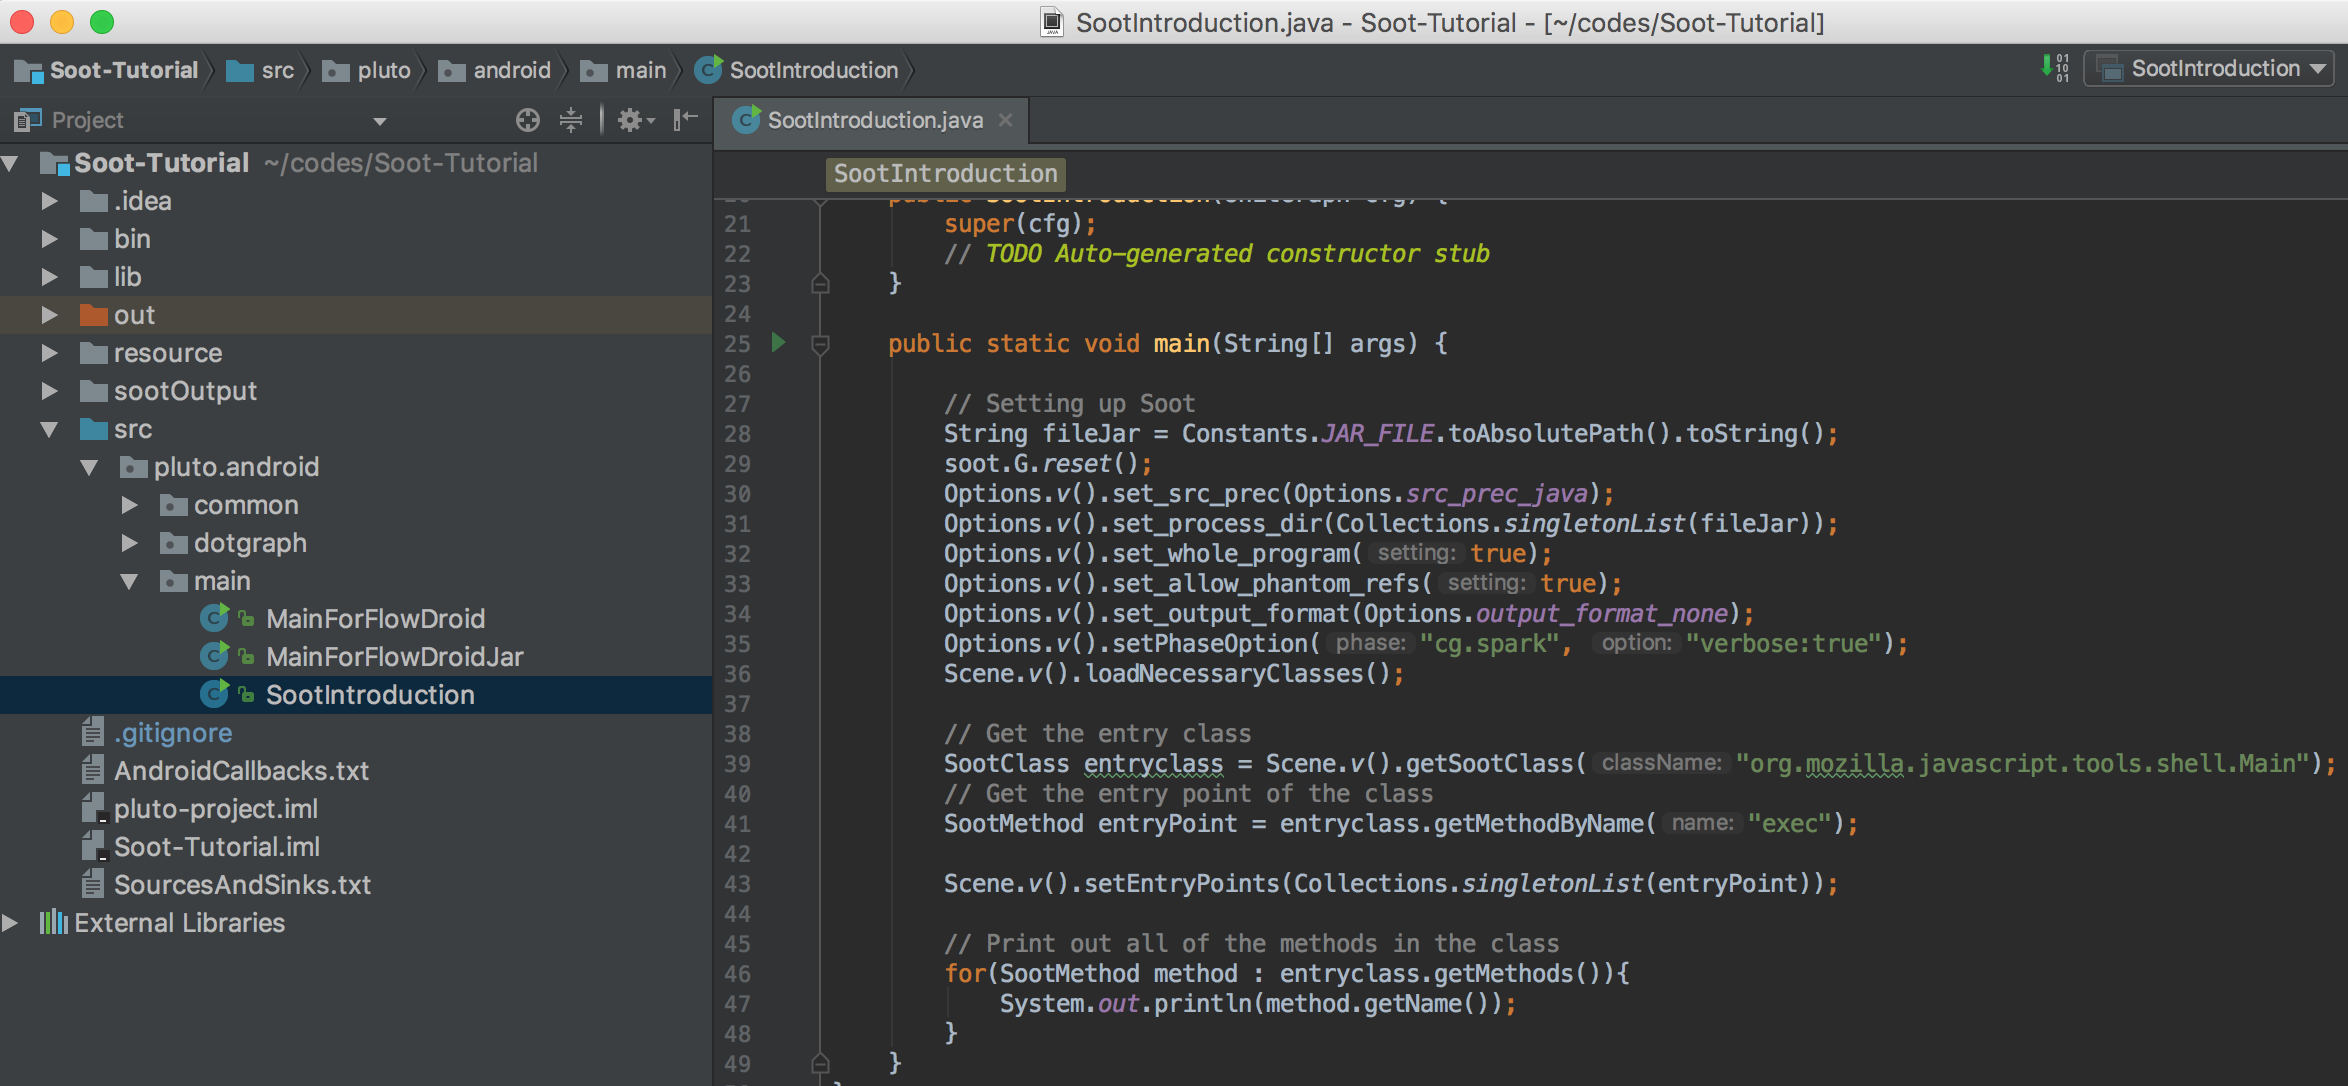 SootIntroduction.java - Soot-Tutorial - [~/codes/Soot-Tutorial]
Soot-Tutorial src pluto android main SootIntroduction
SootIntroduction
Project
SootIntroduction.java
Soot-Tutorial ~/codes/Soot-Tutorial
.idea
bin
lib
out
resource
sootOutput
src
pluto.android
common
dotgraph
main
MainForFlowDroid
MainForFlowDroidJar
SootIntroduction
.gitignore
AndroidCallbacks.txt
pluto-project.iml
Soot-Tutorial.iml
SourcesAndSinks.txt
External Libraries
SootIntroduction
21 super(cfg);
22 // TODO Auto-generated constructor stub
23 }
24
25 public static void main(String[] args) {
26
27 // Setting up Soot
28 String fileJar = Constants.JAR_FILE.toAbsolutePath().toString();
29 soot.G.reset();
30 Options.v().set_src_prec(Options.src_prec_java);
31 Options.v().set_process_dir(Collections.singletonList(fileJar));
32 Options.v().set_whole_program( setting: true);
33 Options.v().set_allow_phantom_refs( setting: true);
34 Options.v().set_output_format(Options.output_format_none);
35 Options.v().setPhaseOption( phase: "cg.spark", option: "verbose:true");
36 Scene.v().loadNecessaryClasses();
37
38 // Get the entry class
39 SootClass entryclass = Scene.v().getSootClass( className: "org.mozilla.javascript.tools.shell.Main");
40 // Get the entry point of the class
41 SootMethod entryPoint = entryclass.getMethodByName( name: "exec");
42
43 Scene.v().setEntryPoints(Collections.singletonList(entryPoint));
44
45 // Print out all of the methods in the class
46 for(SootMethod method : entryclass.getMethods()){
47 System.out.println(method.getName());
48 }
49 }